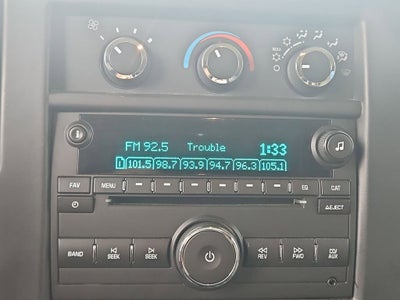 FM 92.5 Trouble 1:33
1 101.5 98.7 93.9 94.7 96.3 105.1
FAV MENU EQ CAT
EJECT
BAND SEEK SEEK REV FWD CD/AUX